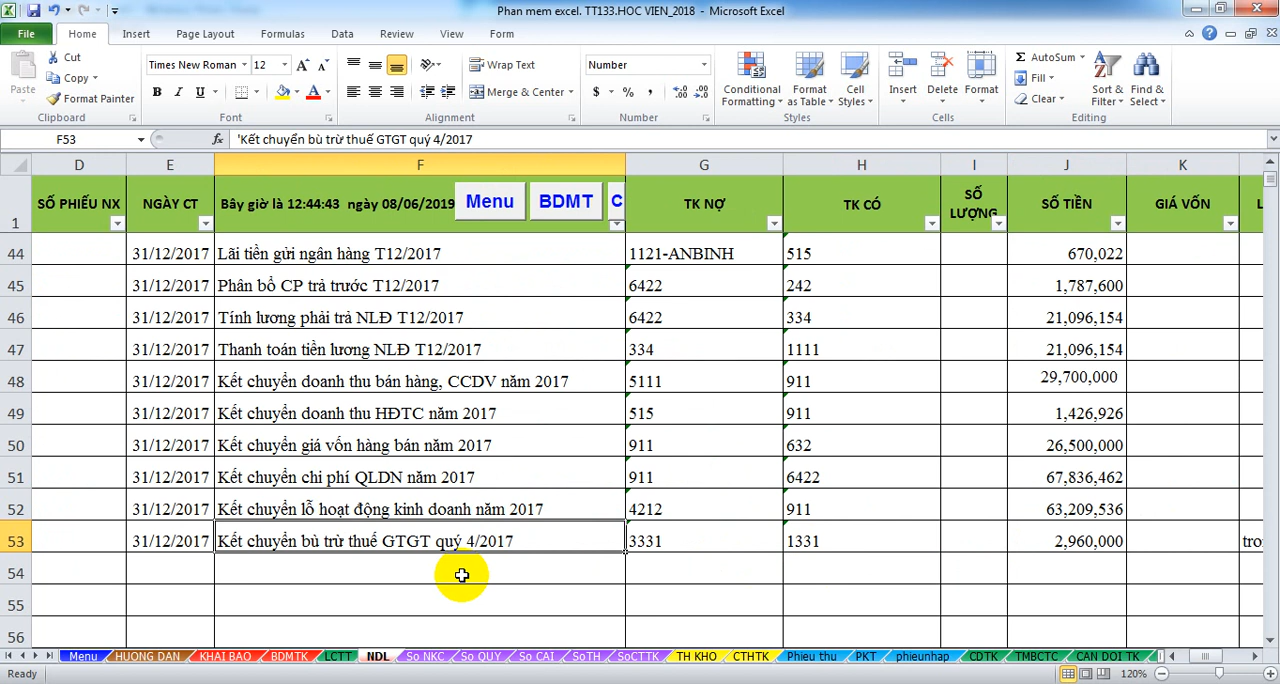 Phan mem excel. TT133.HOC VIEN_2018 - Microsoft Excel
File Home Insert Page Layout Formulas Data Review View Form
Paste Cut Copy Format Painter Clipboard
Times New Roman 12 B I U A A A Font
Wrap Text Merge & Center Alignment
Number $ % , Number
Conditional Formatting Format as Table Cell Styles Styles
Insert Delete Format Cells
Σ AutoSum Fill Clear Sort & Filter Find & Select Editing
F53 fx 'Kết chuyển bù trừ thuế GTGT quý 4/2017
D E F G H I J K
1 SỐ PHIẾU NX NGÀY CT Bây giờ là 12:44:43 ngày 08/06/2019 Menu BDMT C TK NỢ TK CÓ SỐ LƯỢNG SỐ TIỀN GIÁ VỐN L
44 31/12/2017 Lãi tiền gửi ngân hàng T12/2017 1121-ANBINH 515 670,022
45 31/12/2017 Phân bổ CP trả trước T12/2017 6422 242 1,787,600
46 31/12/2017 Tính lương phải trả NLĐ T12/2017 6422 334 21,096,154
47 31/12/2017 Thanh toán tiền lương NLĐ T12/2017 334 1111 21,096,154
48 31/12/2017 Kết chuyển doanh thu bán hàng, CCDV năm 2017 5111 911 29,700,000
49 31/12/2017 Kết chuyển doanh thu HĐTC năm 2017 515 911 1,426,926
50 31/12/2017 Kết chuyển giá vốn hàng bán năm 2017 911 632 26,500,000
51 31/12/2017 Kết chuyển chi phí QLDN năm 2017 911 6422 67,836,462
52 31/12/2017 Kết chuyển lỗ hoạt động kinh doanh năm 2017 4212 911 63,209,536
53 31/12/2017 Kết chuyển bù trừ thuế GTGT quý 4/2017 3331 1331 2,960,000 tron
54
55
56
Menu HUONG DAN KHAI BAO BDMTK LCTT NDL So NKC So QUY So CAI SoTH SoCTTK TH KHO CTHTK Phieu thu PKT phieunhap CDTK TMBCTC CAN DOI TK
Ready 120%